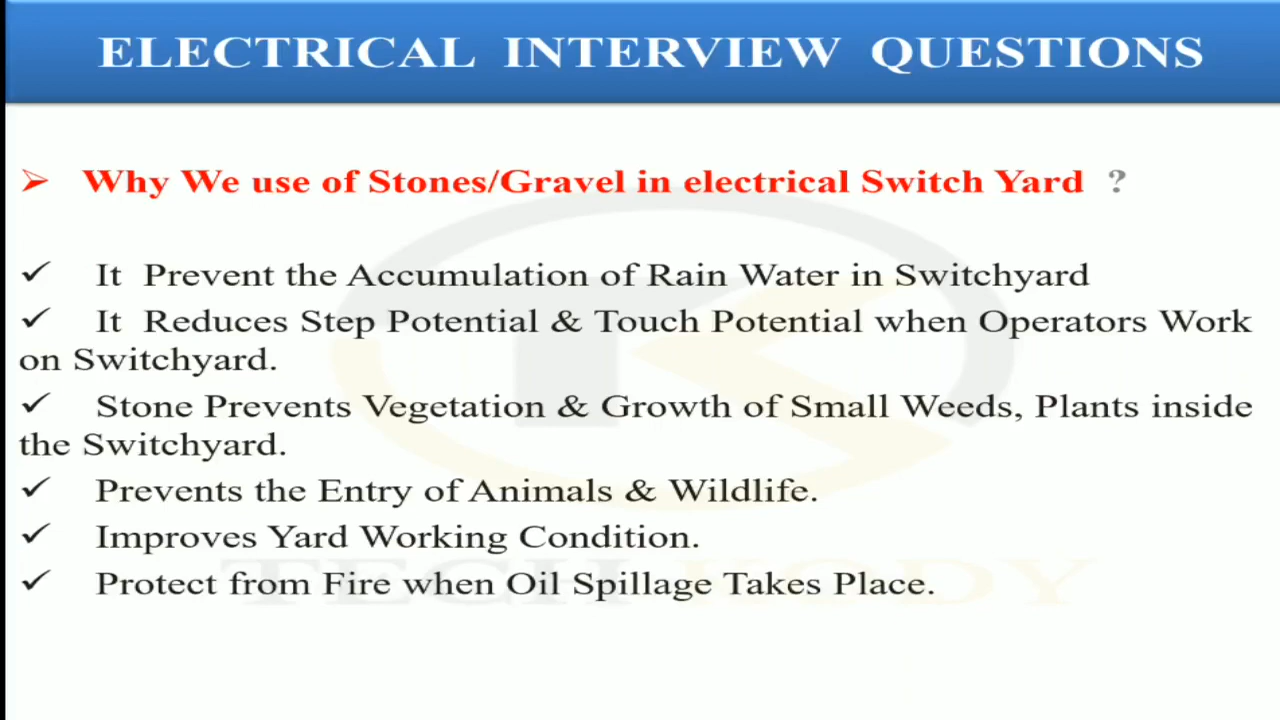 ELECTRICAL INTERVIEW QUESTIONS
➢ Why We use of Stones/Gravel in electrical Switch Yard ?
✓ It Prevent the Accumulation of Rain Water in Switchyard
✓ It Reduces Step Potential & Touch Potential when Operators Work
on Switchyard.
✓ Stone Prevents Vegetation & Growth of Small Weeds, Plants inside
the Switchyard.
✓ Prevents the Entry of Animals & Wildlife.
✓ Improves Yard Working Condition.
✓ Protect from Fire when Oil Spillage Takes Place.
TECH KODY